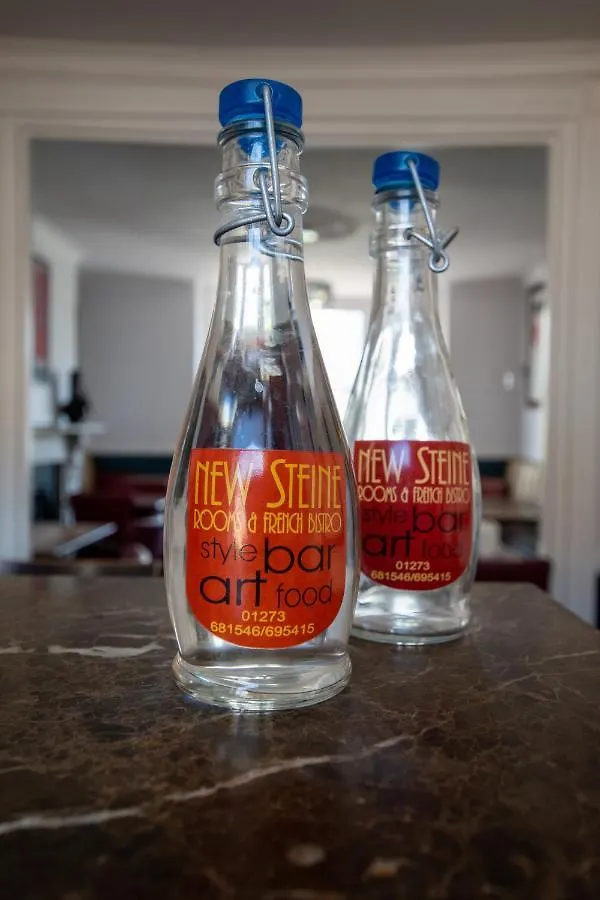 NEW STEINE
ROOMS & FRENCH BISTRO
style bar
art food
01273
681546/695415
NEW STEINE
ROOMS & FRENCH BISTRO
style bar
art food
01273
681546/695415